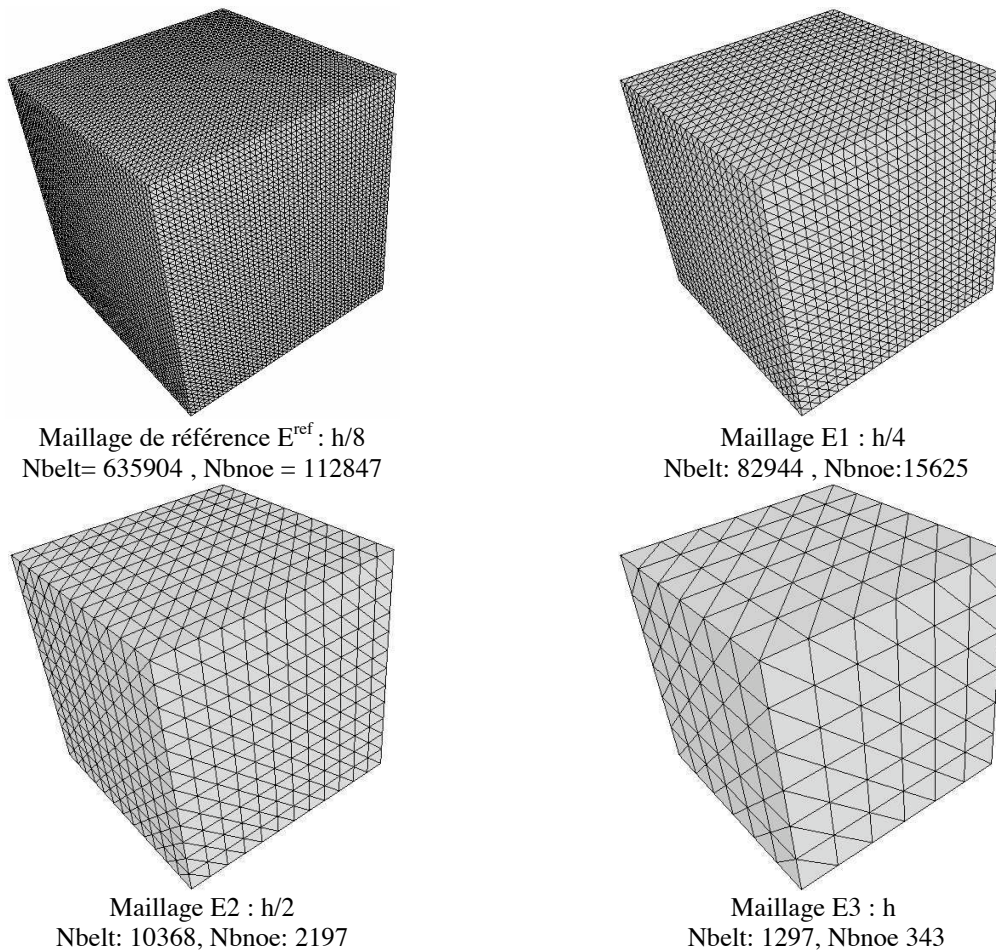 Maillage de référence E^ref : h/8
Nbelt= 635904 , Nbnoe = 112847
Maillage E1 : h/4
Nbelt: 82944 , Nbnoe:15625
Maillage E2 : h/2
Nbelt: 10368, Nbnoe: 2197
Maillage E3 : h
Nbelt: 1297, Nbnoe 343